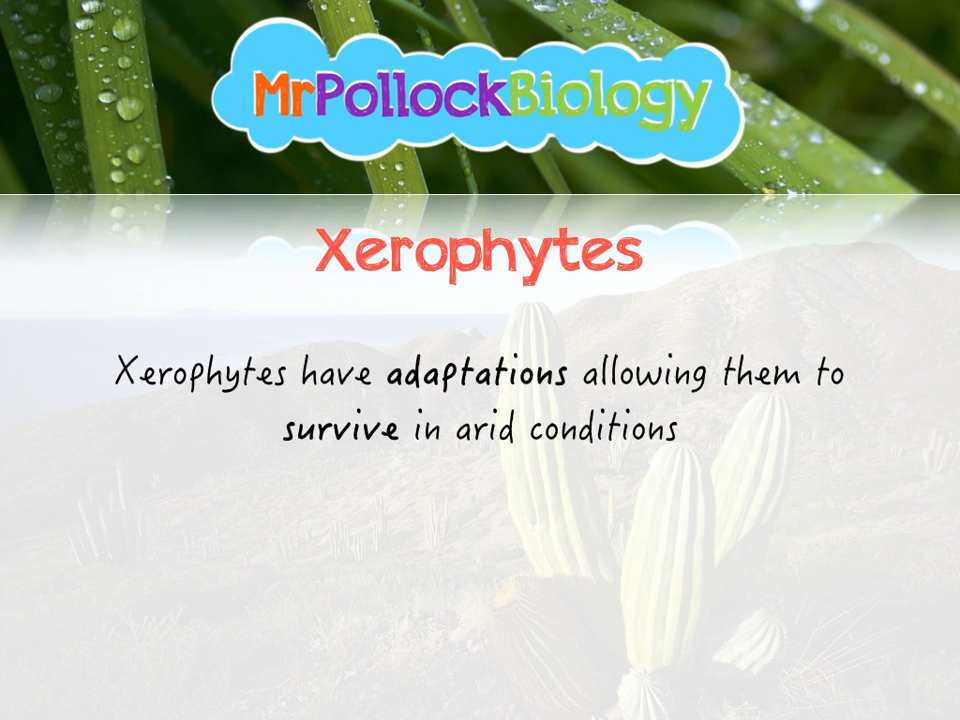 MrPollockBiology
Xerophytes
Xerophytes have adaptations allowing them to
survive in arid conditions